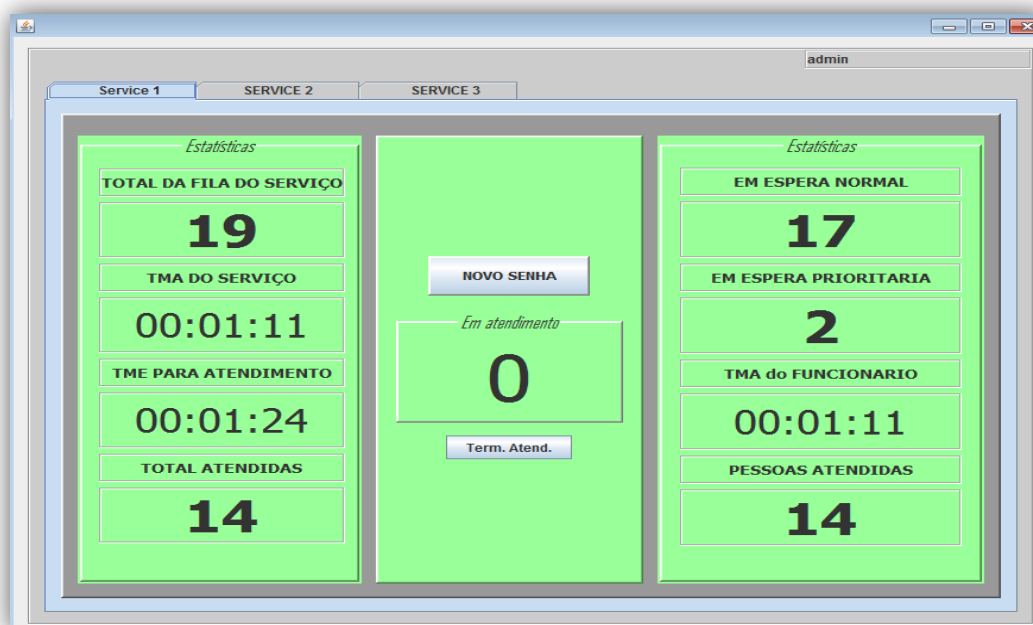 admin
Service 1
SERVICE 2
SERVICE 3
Estatísticas
TOTAL DA FILA DO SERVIÇO
19
TMA DO SERVIÇO
00:01:11
TME PARA ATENDIMENTO
00:01:24
TOTAL ATENDIDAS
14
NOVO SENHA
Em atendimento
0
Term. Atend.
Estatísticas
EM ESPERA NORMAL
17
EM ESPERA PRIORITARIA
2
TMA do FUNCIONARIO
00:01:11
PESSOAS ATENDIDAS
14